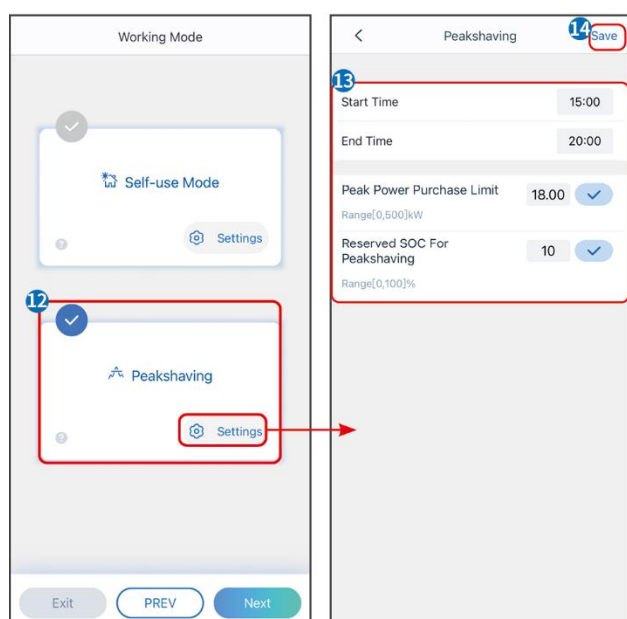 Working Mode
Self-use Mode
?
Settings
12
Peakshaving
?
Settings
Exit
PREV
Next
Peakshaving
14
Save
13
Start Time
15:00
End Time
20:00
Peak Power Purchase Limit
18.00
Range[0,500]kW
Reserved SOC For
Peakshaving
10
Range[0,100]%